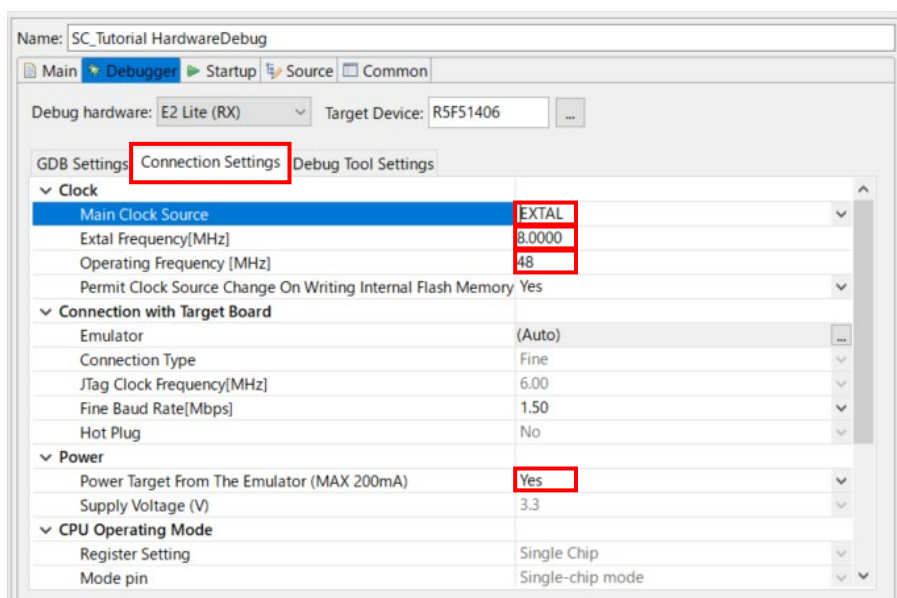 Name: SC_Tutorial HardwareDebug
Main Debugger Startup Source Common
Debug hardware: E2 Lite (RX) Target Device: R5F51406 ...
GDB Settings Connection Settings Debug Tool Settings
Clock
Main Clock Source EXTAL
Extal Frequency[MHz] 8.0000
Operating Frequency [MHz] 48
Permit Clock Source Change On Writing Internal Flash Memory Yes
Connection with Target Board
Emulator (Auto) ...
Connection Type Fine
JTag Clock Frequency[MHz] 6.00
Fine Baud Rate[Mbps] 1.50
Hot Plug No
Power
Power Target From The Emulator (MAX 200mA) Yes
Supply Voltage (V) 3.3
CPU Operating Mode
Register Setting Single Chip
Mode pin Single-chip mode